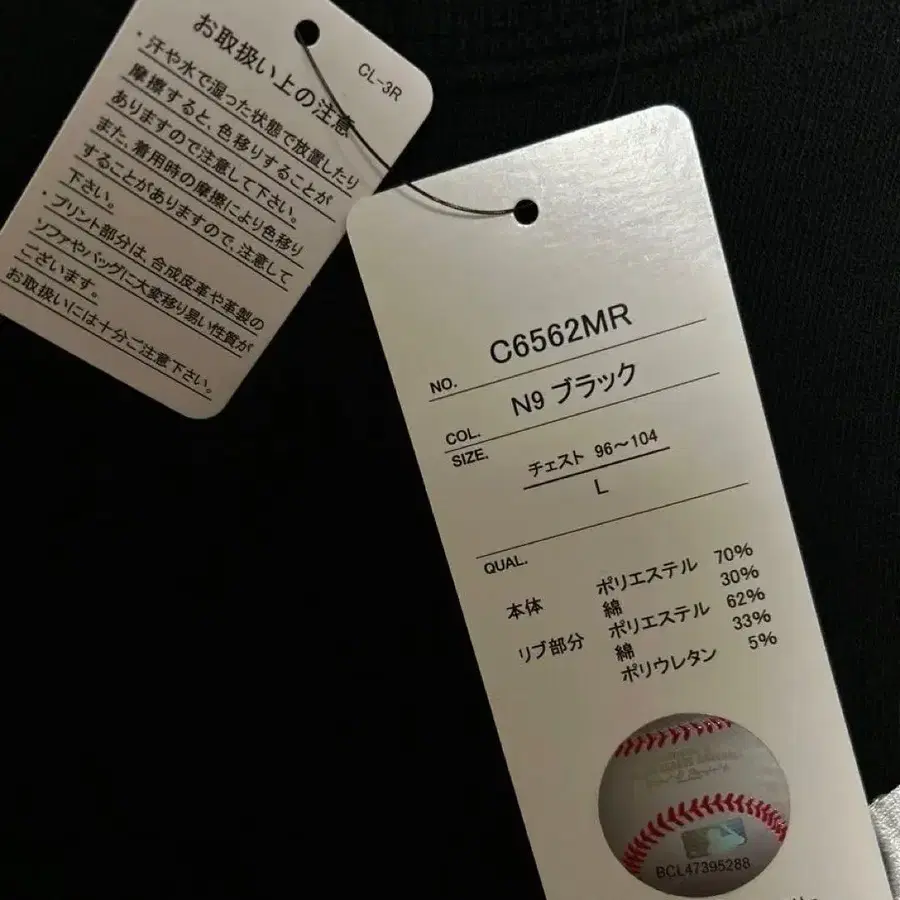 お取扱い上の注意
CL-3R
・汗や水で湿った状態で放置したり
摩擦すると、色移りすることが
ありますので注意して下さい。
また、着用時の摩擦により色移り
することがありますので、注意して
下さい。
・プリント部分は、合成皮革や革製の
ソファやバッグに大変移り易い性質が
ございます。
お取扱いには十分ご注意下さい。
NO. C6562MR
COL. N9 ブラック
SIZE. チェスト 96～104
L
QUAL.
本体 ポリエステル 70%
綿 30%
リブ部分 ポリエステル 62%
綿 33%
ポリウレタン 5%
BCL47395288